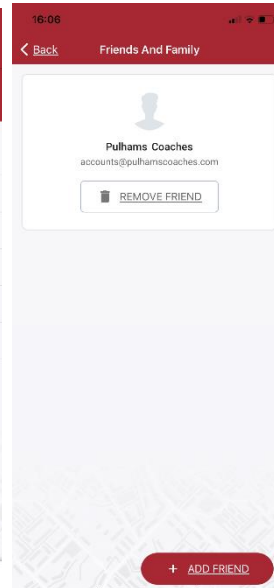 16:06
Back Friends And Family
Pulhams Coaches
accounts@pulhamscoaches.com
REMOVE FRIEND
+ ADD FRIEND